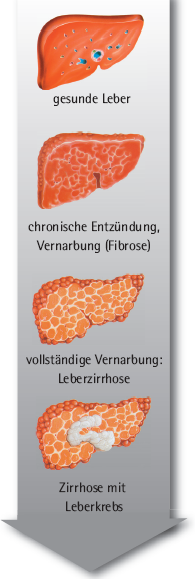 gesunde Leber
chronische Entzündung,
Vernarbung (Fibrose)
vollständige Vernarbung:
Leberzirrhose
Zirrhose mit
Leberkrebs